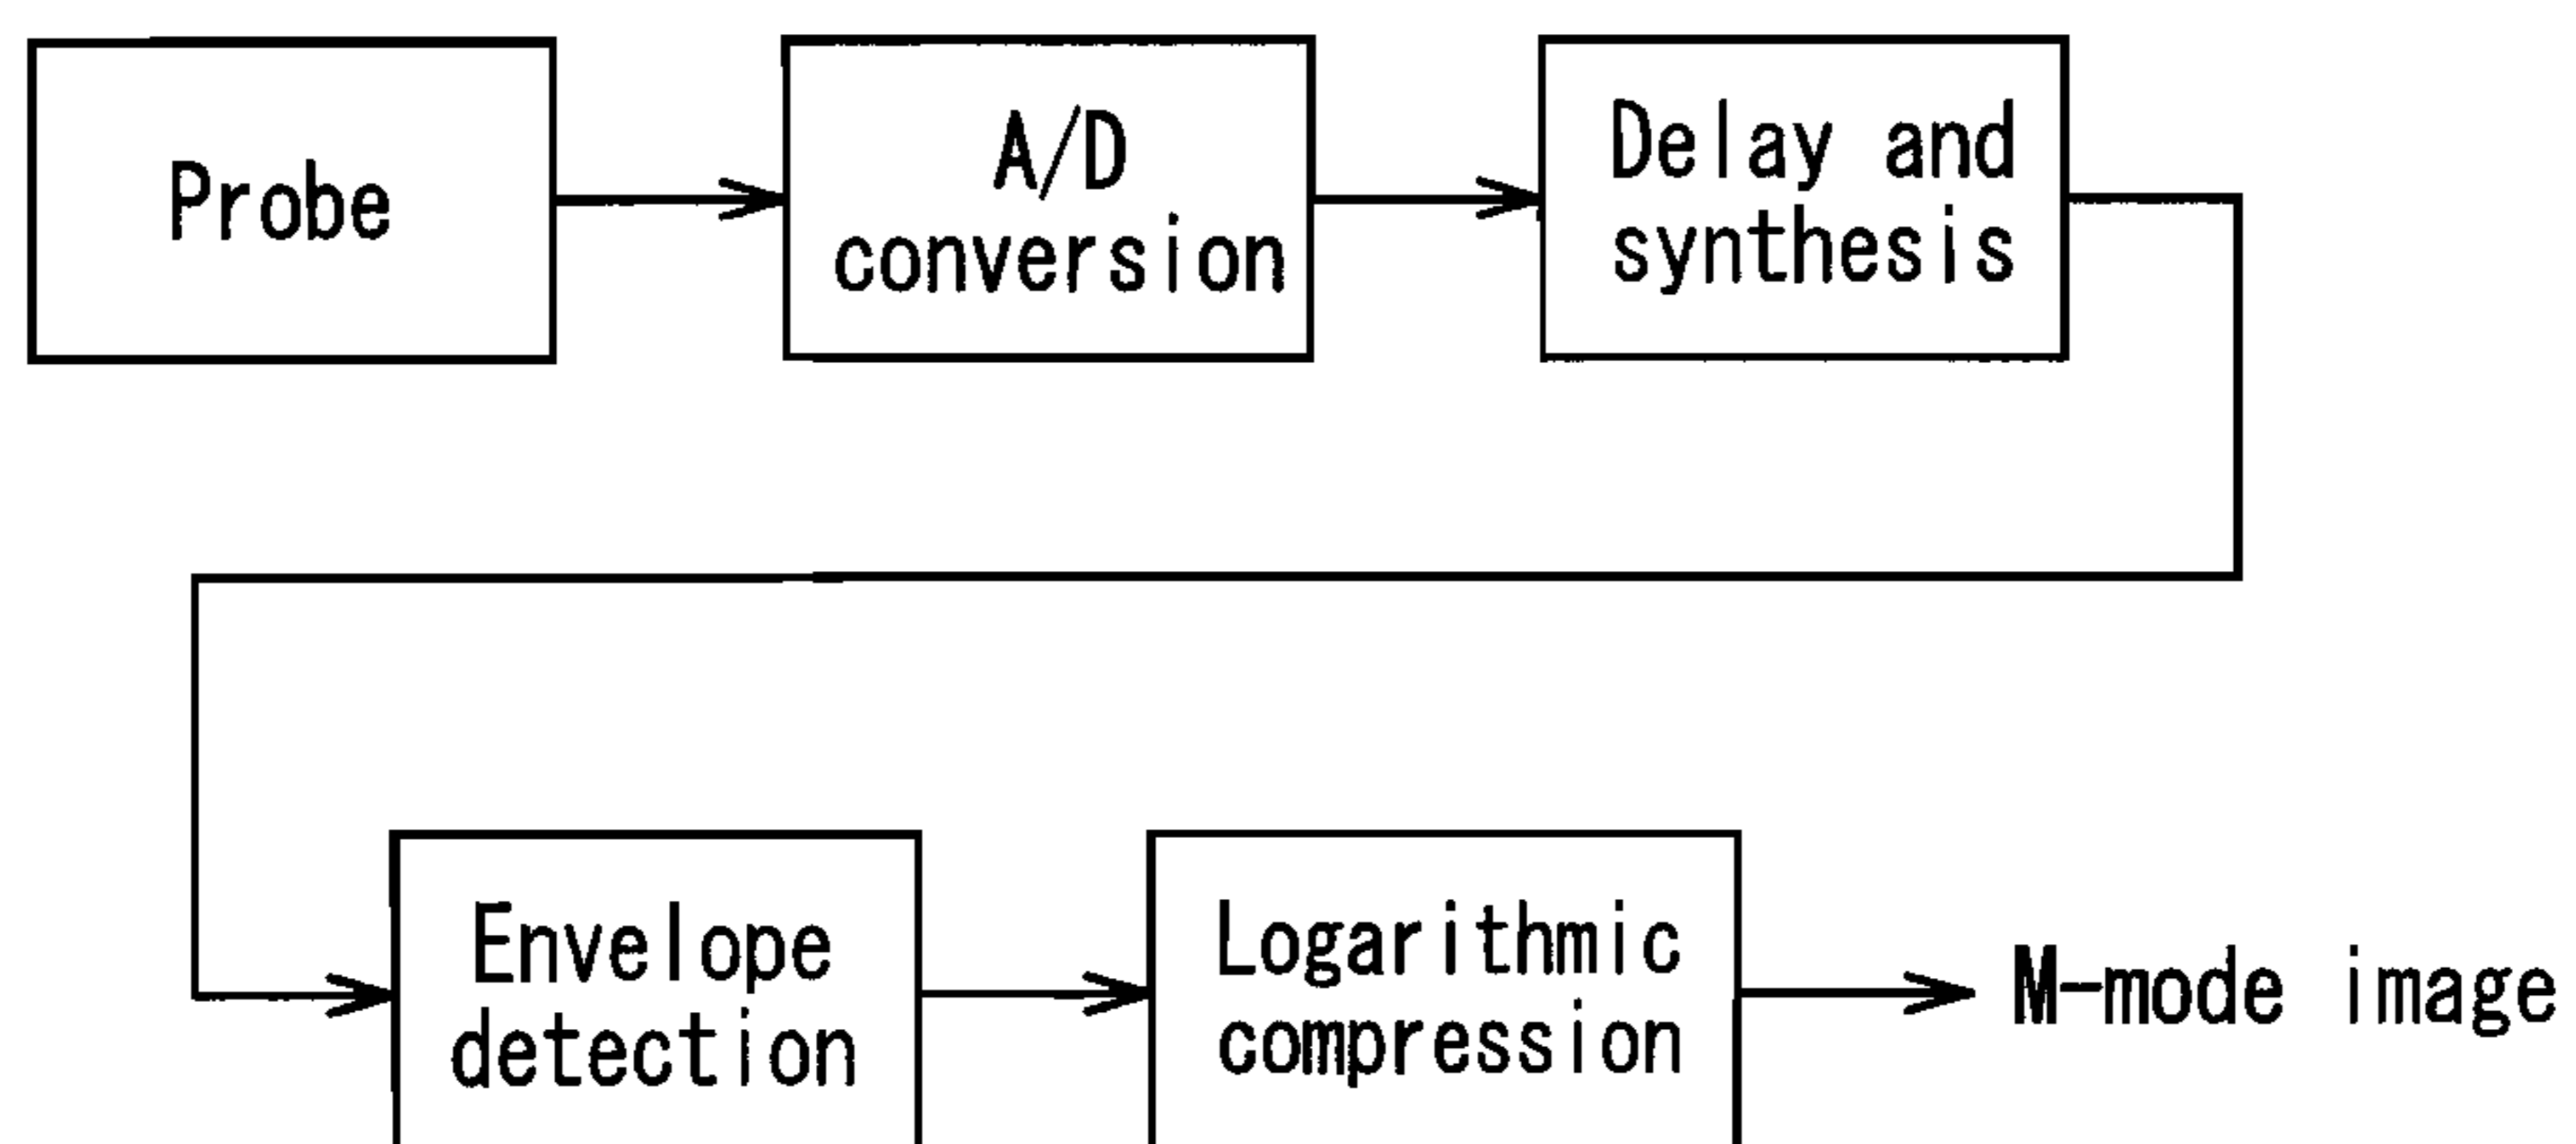 Probe
A/D
conversion
Delay and
synthesis
Envelope
detection
Logarithmic
compression
M-mode image